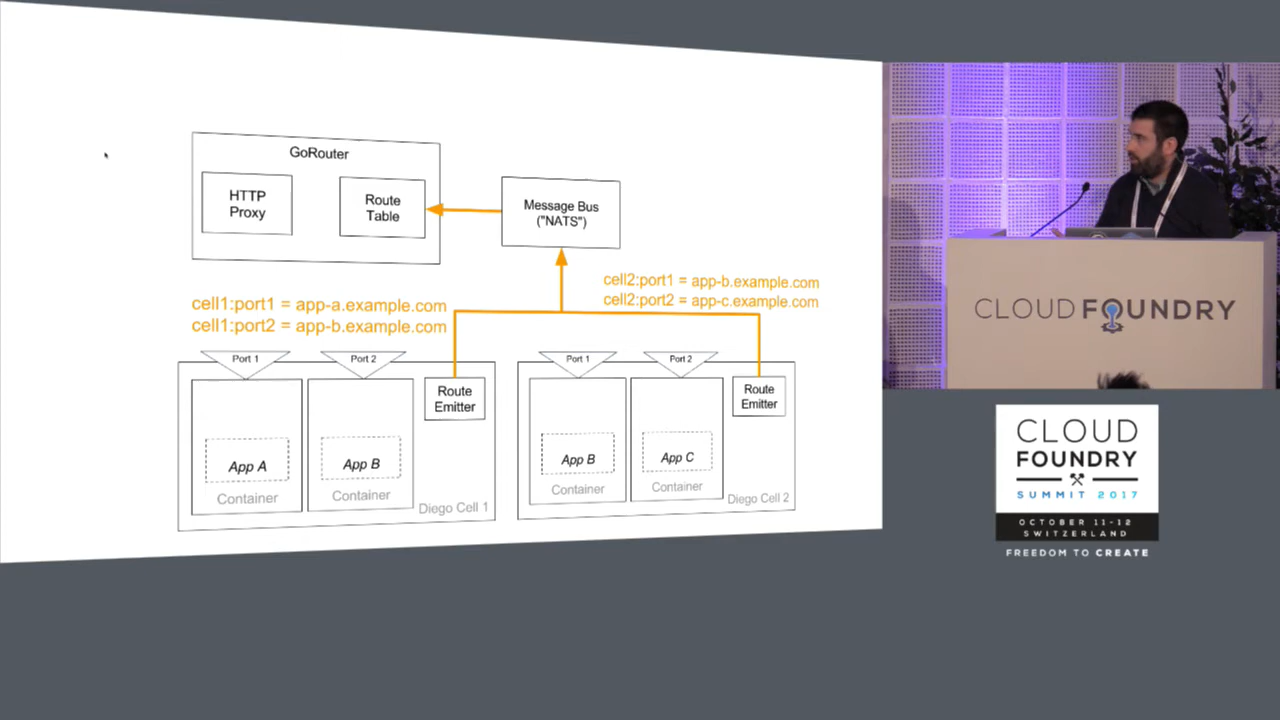 GoRouter
HTTP
Proxy
Route
Table
Message Bus
("NATS")
cell2:port1 = app-b.example.com
cell2:port2 = app-c.example.com
cell1:port1 = app-a.example.com
cell1:port2 = app-b.example.com
Port 1
Port 2
Route
Emitter
App A
Container
App B
Container
Diego Cell 1
Port 1
Port 2
Route
Emitter
App B
Container
App C
Container
Diego Cell 2
CLOUD FOUNDRY
CLOUD
FOUNDRY
SUMMIT 2017
OCTOBER 11-12
SWITZERLAND
FREEDOM TO CREATE